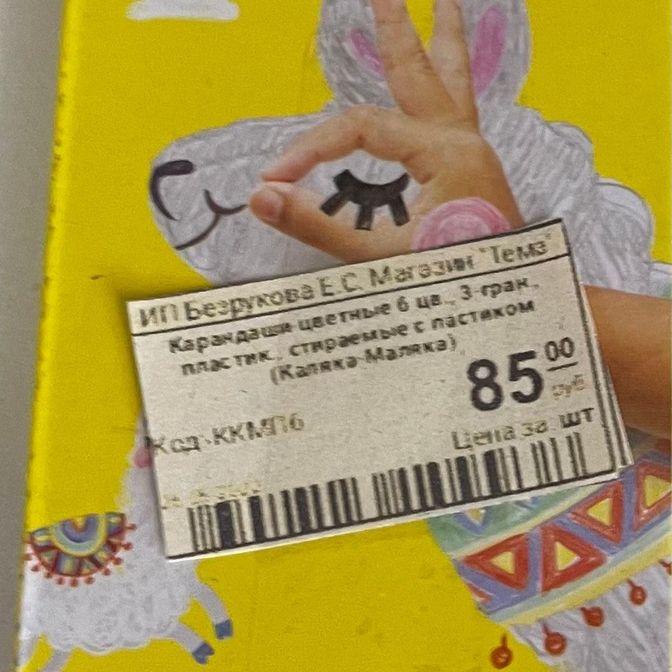 ИП Безрукова Е.С. Магазин "Тема"
Карандаши цветные 6 цв., 3-гран.,
пластик., стираемые с ластиком
(Каляка-Маляка)
85 00
руб
Код: ККМП6
Цена за шт